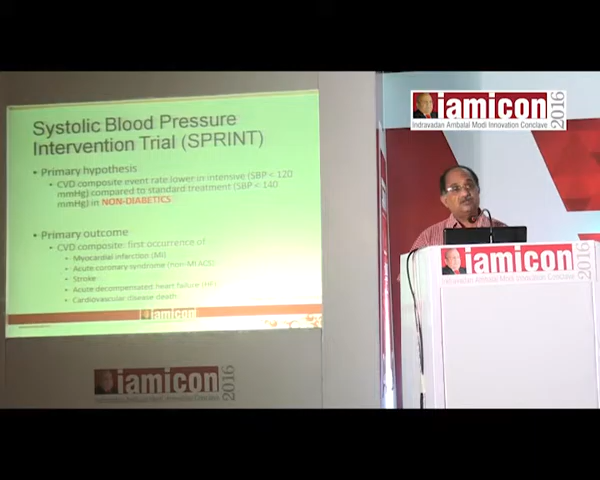 Systolic Blood Pressure
Intervention Trial (SPRINT)
• Primary hypothesis
• CVD composite event rate lower in intensive (SBP < 120
mmHg) compared to standard treatment (SBP < 140
mmHg) in NON-DIABETICS
• Primary outcome
• CVD composite: first occurrence of
• Myocardial infarction (MI)
• Acute coronary syndrome (non-MI ACS)
• Stroke
• Acute decompensated heart failure (HF)
• Cardiovascular disease death
iamicon
iamicon 2016
iamicon 2016
Indravadan Ambalal Modi Innovation Conclave
iamicon 2016
Indravadan Ambalal Modi Innovation Conclave